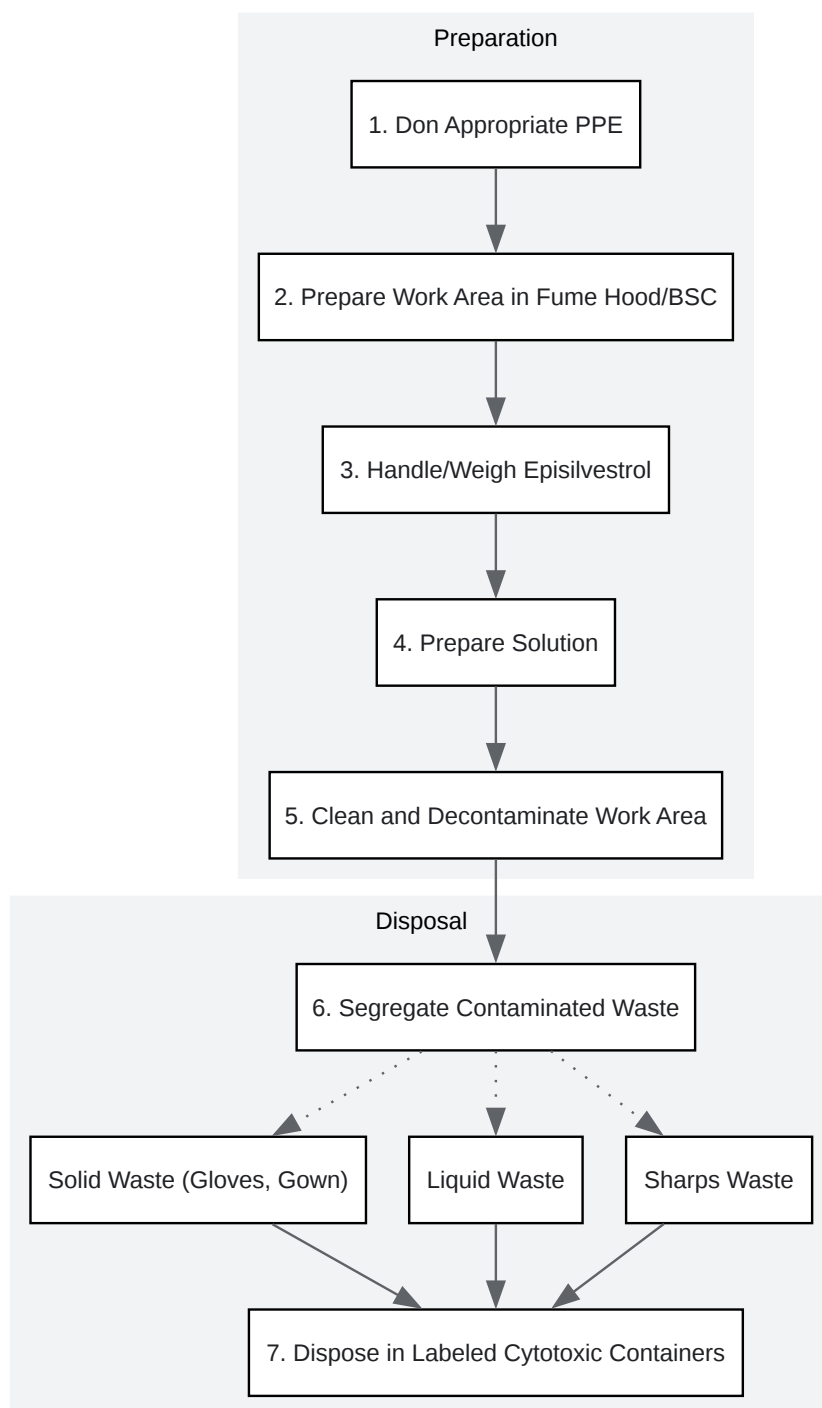 Preparation
1. Don Appropriate PPE
2. Prepare Work Area in Fume Hood/BSC
3. Handle/Weigh Episilvestrol
4. Prepare Solution
5. Clean and Decontaminate Work Area
Disposal
6. Segregate Contaminated Waste
Solid Waste (Gloves, Gown)
Liquid Waste
Sharps Waste
7. Dispose in Labeled Cytotoxic Containers